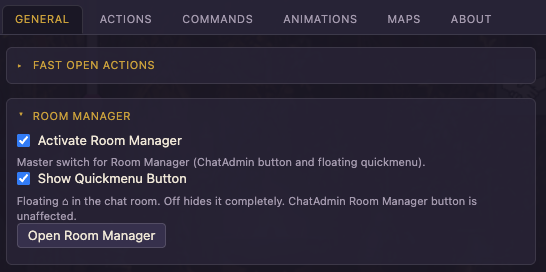 GENERAL ACTIONS COMMANDS ANIMATIONS MAPS ABOUT
▸ FAST OPEN ACTIONS
▾ ROOM MANAGER
Activate Room Manager
Master switch for Room Manager (ChatAdmin button and floating quickmenu).
Show Quickmenu Button
Floating ⌂ in the chat room. Off hides it completely. ChatAdmin Room Manager button is
unaffected.
Open Room Manager